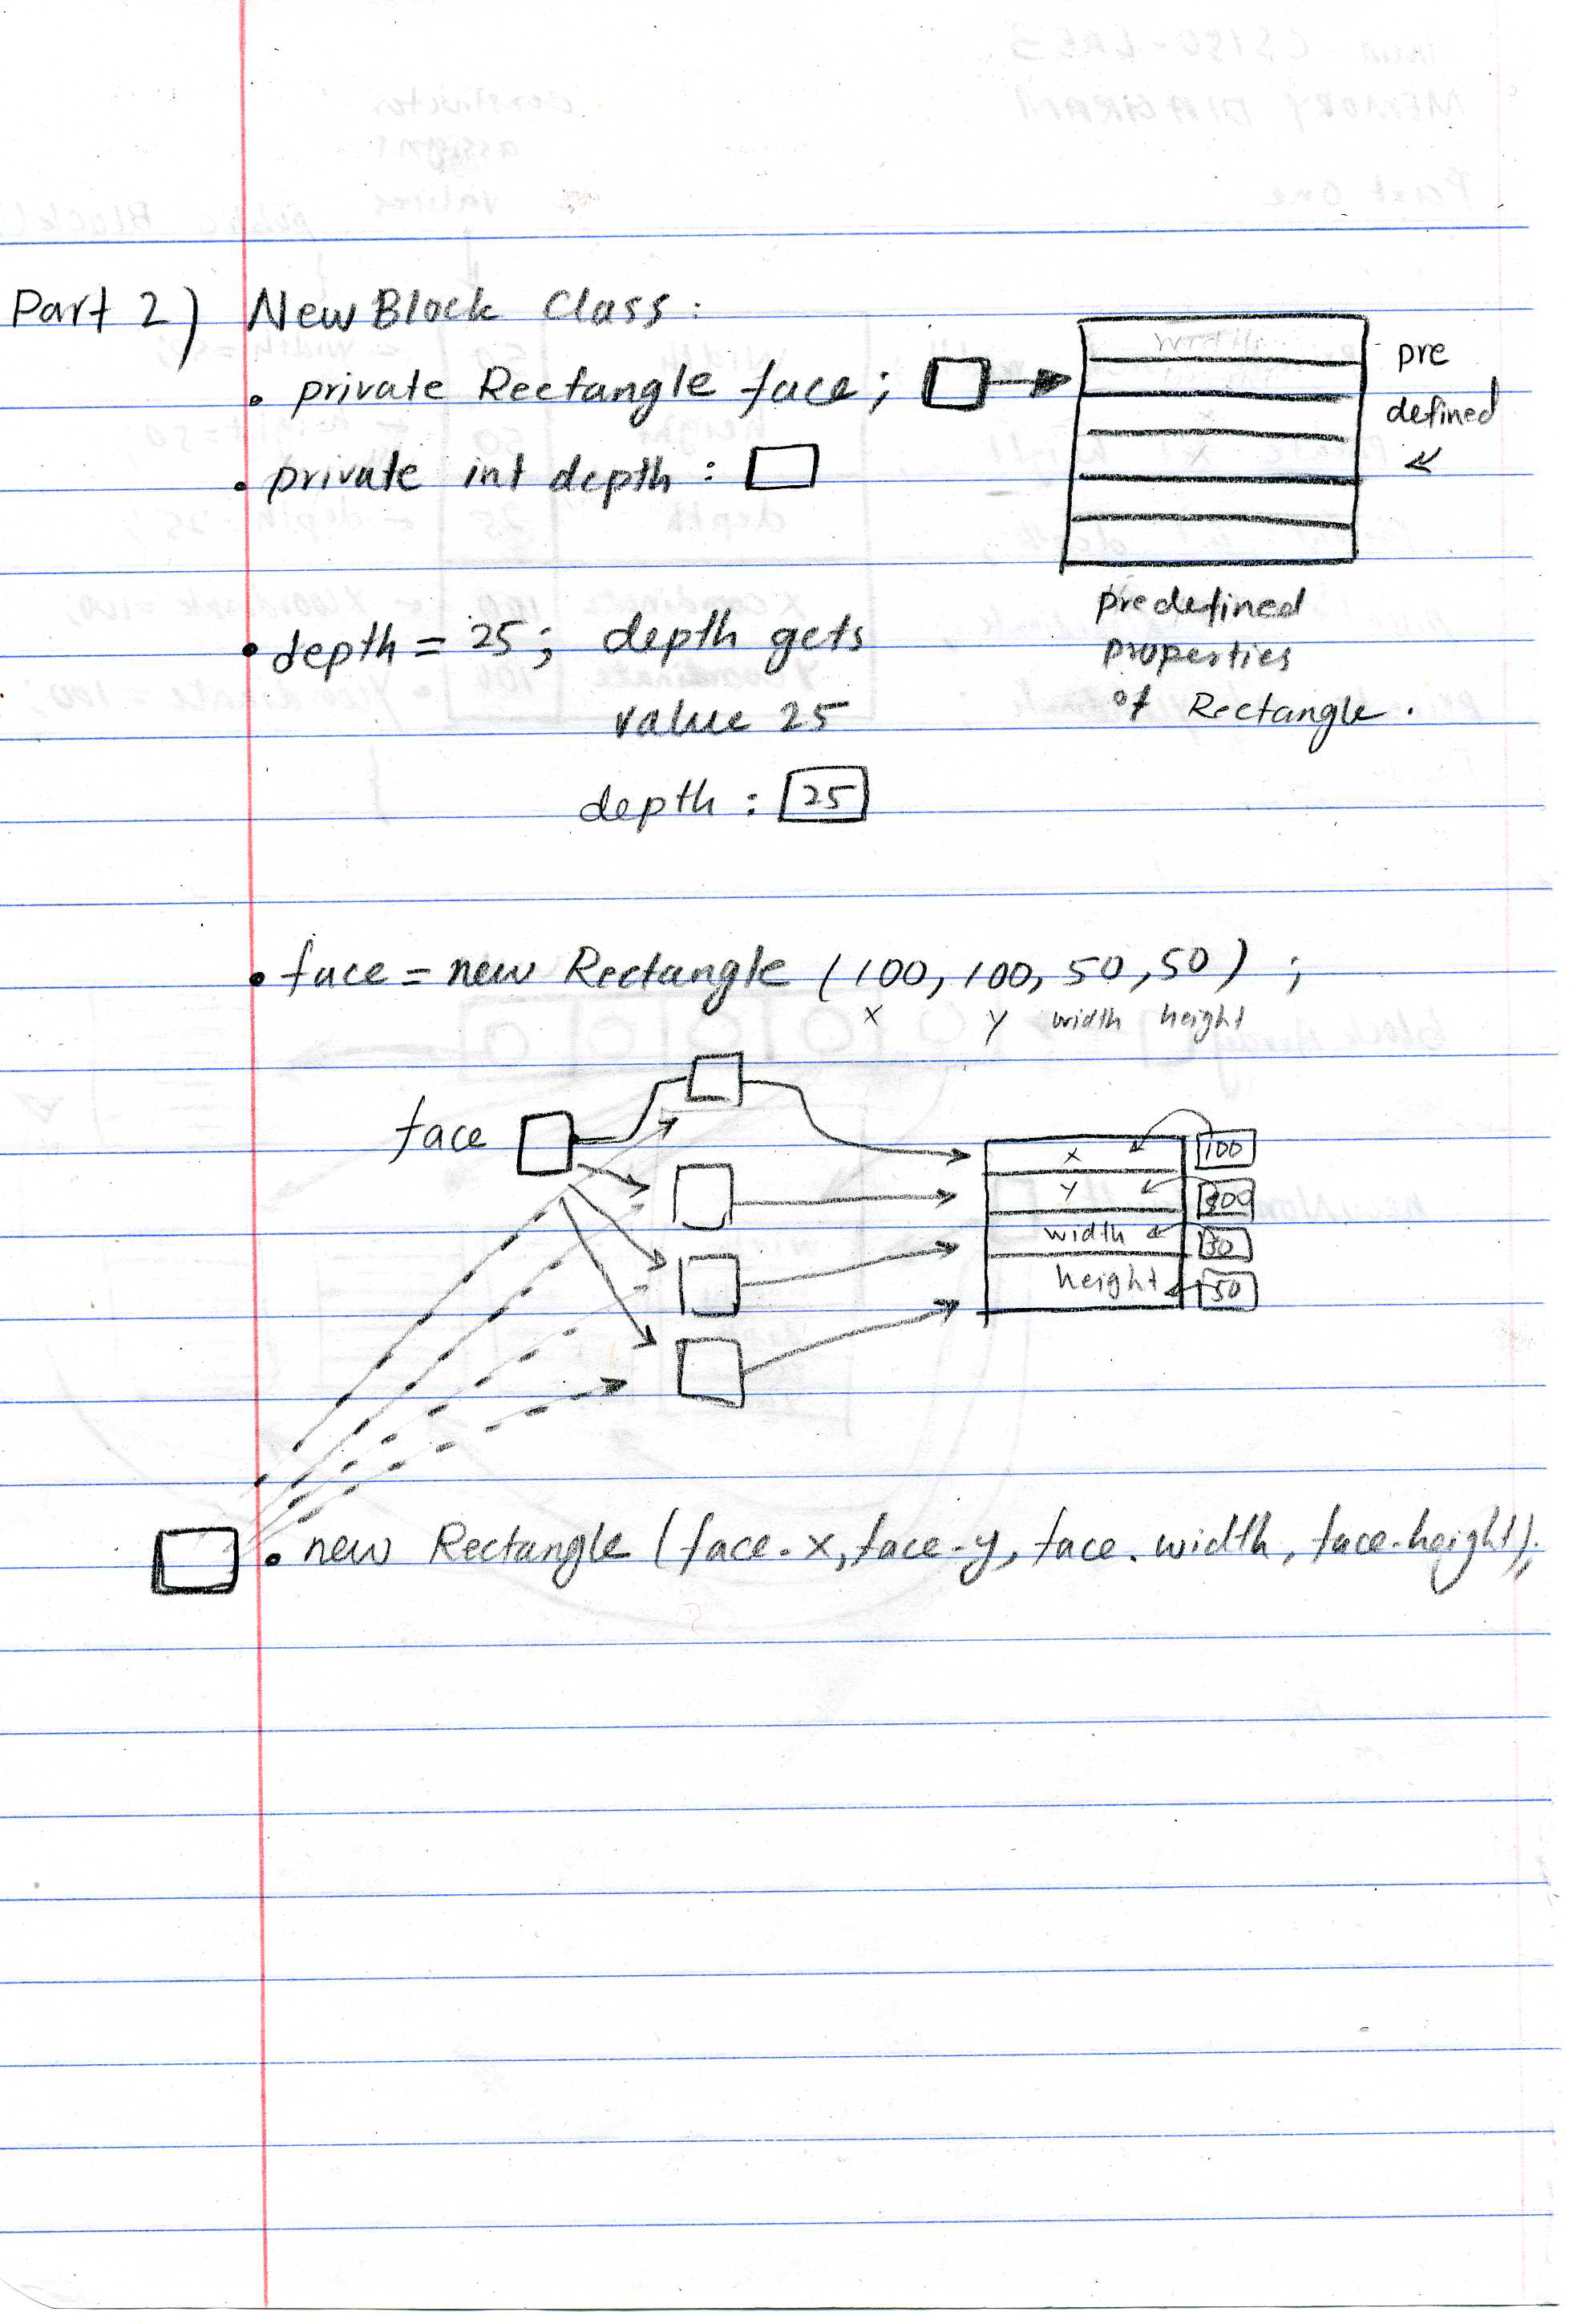 Part 2) New Block Class:
• private Rectangle face;
pre
defined
• private int depth:
predefined
properties
of Rectangle.
• depth = 25; depth gets
value 25
depth: 25
• face = new Rectangle (100, 100, 50, 50);
x y width height
face
x 100
y
width
height 50
• new Rectangle (face.x, face.y, face.width, face.height);